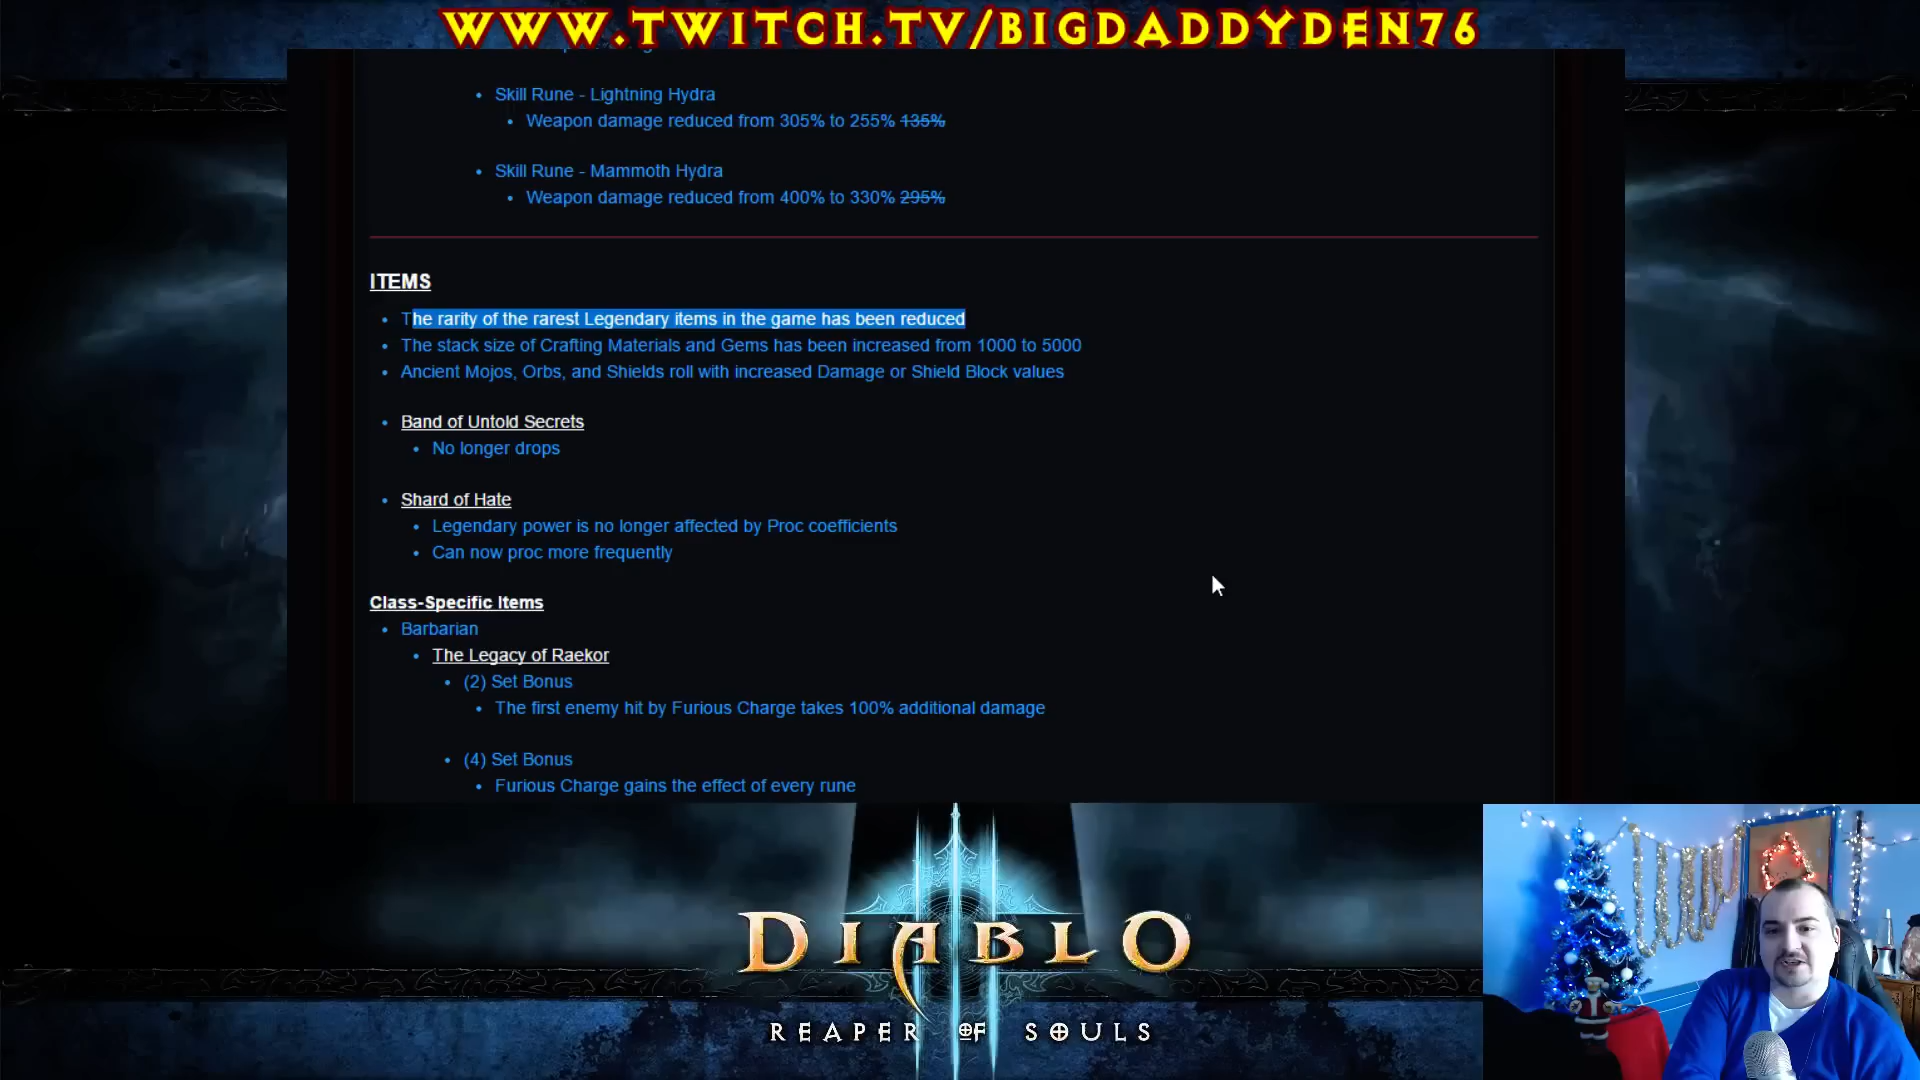 WWW.TWITCH.TV/BIGDADDYDEN76
Skill Rune - Lightning Hydra
Weapon damage reduced from 305% to 255% 135%
Skill Rune - Mammoth Hydra
Weapon damage reduced from 400% to 330% 295%
ITEMS
The rarity of the rarest Legendary items in the game has been reduced
The stack size of Crafting Materials and Gems has been increased from 1000 to 5000
Ancient Mojos, Orbs, and Shields roll with increased Damage or Shield Block values
Band of Untold Secrets
No longer drops
Shard of Hate
Legendary power is no longer affected by Proc coefficients
Can now proc more frequently
Class-Specific Items
Barbarian
The Legacy of Raekor
(2) Set Bonus
The first enemy hit by Furious Charge takes 100% additional damage
(4) Set Bonus
Furious Charge gains the effect of every rune
DIABLO
REAPER OF SOULS